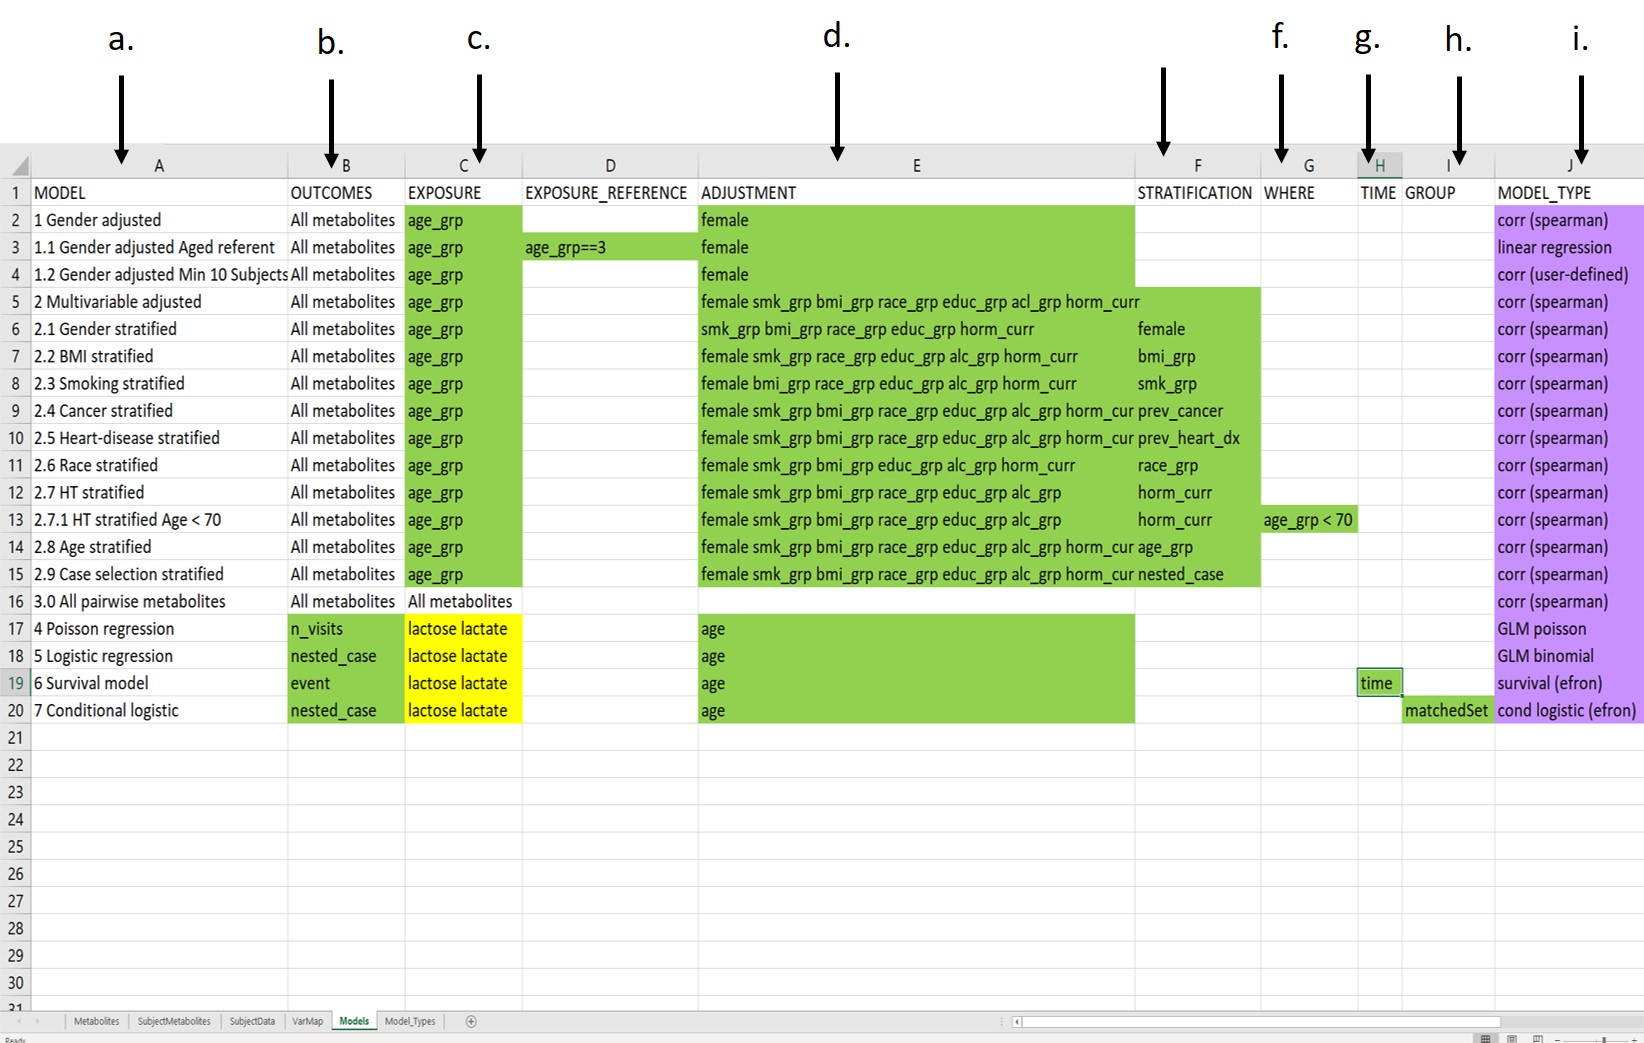 a. b. c. d. f. g. h. i.
A B C D E F G H I J
1 MODEL OUTCOMES EXPOSURE EXPOSURE_REFERENCE ADJUSTMENT STRATIFICATION WHERE TIME GROUP MODEL_TYPE
2 1 Gender adjusted All metabolites age_grp female corr (spearman)
3 1.1 Gender adjusted Aged referent All metabolites age_grp age_grp==3 female linear regression
4 1.2 Gender adjusted Min 10 Subjects All metabolites age_grp female corr (user-defined)
5 2 Multivariable adjusted All metabolites age_grp female smk_grp bmi_grp race_grp educ_grp acl_grp horm_curr corr (spearman)
6 2.1 Gender stratified All metabolites age_grp smk_grp bmi_grp race_grp educ_grp horm_curr female corr (spearman)
7 2.2 BMI stratified All metabolites age_grp female smk_grp race_grp educ_grp alc_grp horm_curr bmi_grp corr (spearman)
8 2.3 Smoking stratified All metabolites age_grp female bmi_grp race_grp educ_grp alc_grp horm_curr smk_grp corr (spearman)
9 2.4 Cancer stratified All metabolites age_grp female smk_grp bmi_grp race_grp educ_grp alc_grp horm_cur prev_cancer corr (spearman)
10 2.5 Heart-disease stratified All metabolites age_grp female smk_grp bmi_grp race_grp educ_grp alc_grp horm_cur prev_heart_dx corr (spearman)
11 2.6 Race stratified All metabolites age_grp female smk_grp bmi_grp educ_grp alc_grp horm_curr race_grp corr (spearman)
12 2.7 HT stratified All metabolites age_grp female smk_grp bmi_grp race_grp educ_grp alc_grp horm_curr corr (spearman)
13 2.7.1 HT stratified Age < 70 All metabolites age_grp female smk_grp bmi_grp race_grp educ_grp alc_grp horm_curr age_grp < 70 corr (spearman)
14 2.8 Age stratified All metabolites age_grp female smk_grp bmi_grp race_grp educ_grp alc_grp horm_cur age_grp corr (spearman)
15 2.9 Case selection stratified All metabolites age_grp female smk_grp bmi_grp race_grp educ_grp alc_grp horm_cur nested_case corr (spearman)
16 3.0 All pairwise metabolites All metabolites All metabolites corr (spearman)
17 4 Poisson regression n_visits lactose lactate age GLM poisson
18 5 Logistic regression nested_case lactose lactate age GLM binomial
19 6 Survival model event lactose lactate age time survival (efron)
20 7 Conditional logistic nested_case lactose lactate age matchedSet cond logistic (efron)
21
22
23
24
25
26
27
28
29
30
31
Metabolites SubjectMetabolites SubjectData VarMap Models Model_Types
Ready